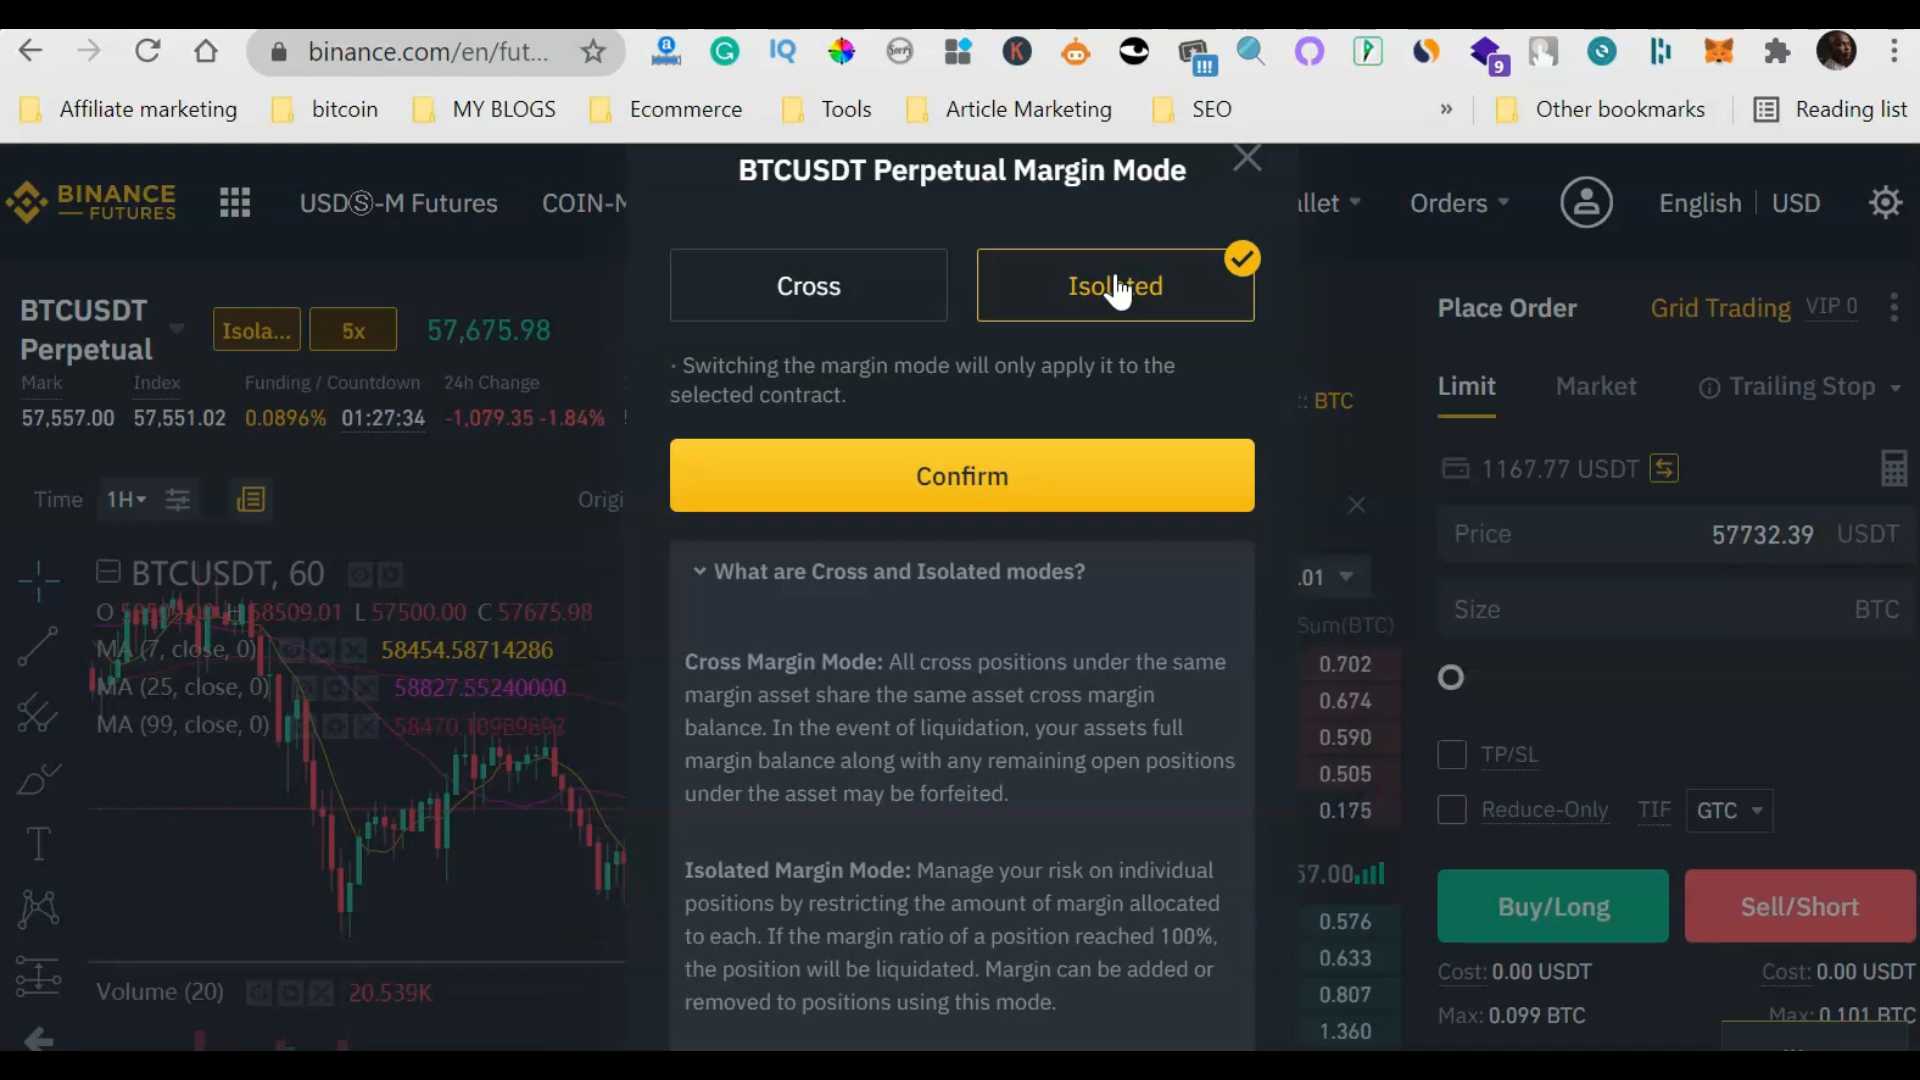 binance.com/en/fut...
a
IQ
Sorry
K
!!!
9
Affiliate marketing
bitcoin
MY BLOGS
Ecommerce
Tools
Article Marketing
SEO
»
Other bookmarks
Reading list
BINANCE
FUTURES
USDⓈ-M Futures
COIN-M
BTCUSDT Perpetual Margin Mode
Orders
English
USD
BTCUSDT
Perpetual
Isola...
5x
57,675.98
Mark
Index
Funding / Countdown
24h Change
57,557.00
57,551.02
0.0896%
01:27:34
-1,079.35 -1.84%
Time
1H
Origi
BTCUSDT, 60
H 58509.01 L 57500.00 C 57675.98
MA (7, close, 0)
58454.58714286
MA (25, close, 0)
58827.55240000
MA (99, close, 0)
Volume (20)
20.539K
Cross
Isolated
· Switching the margin mode will only apply it to the
selected contract.
Confirm
What are Cross and Isolated modes?
Cross Margin Mode: All cross positions under the same
margin asset share the same asset cross margin
balance. In the event of liquidation, your assets full
margin balance along with any remaining open positions
under the asset may be forfeited.
Isolated Margin Mode: Manage your risk on individual
positions by restricting the amount of margin allocated
to each. If the margin ratio of a position reached 100%,
the position will be liquidated. Margin can be added or
removed to positions using this mode.
: BTC
.01
Sum(BTC)
0.702
0.674
0.590
0.505
0.175
57.00
0.576
0.633
0.807
1.360
Place Order
Grid Trading
VIP 0
Limit
Market
Trailing Stop
1167.77 USDT
Price
57732.39
USDT
Size
BTC
TP/SL
Reduce-Only
TIF
GTC
Buy/Long
Sell/Short
Cost: 0.00 USDT
Cost: 0.00 USDT
Max: 0.099 BTC
Max: 0.101 BTC